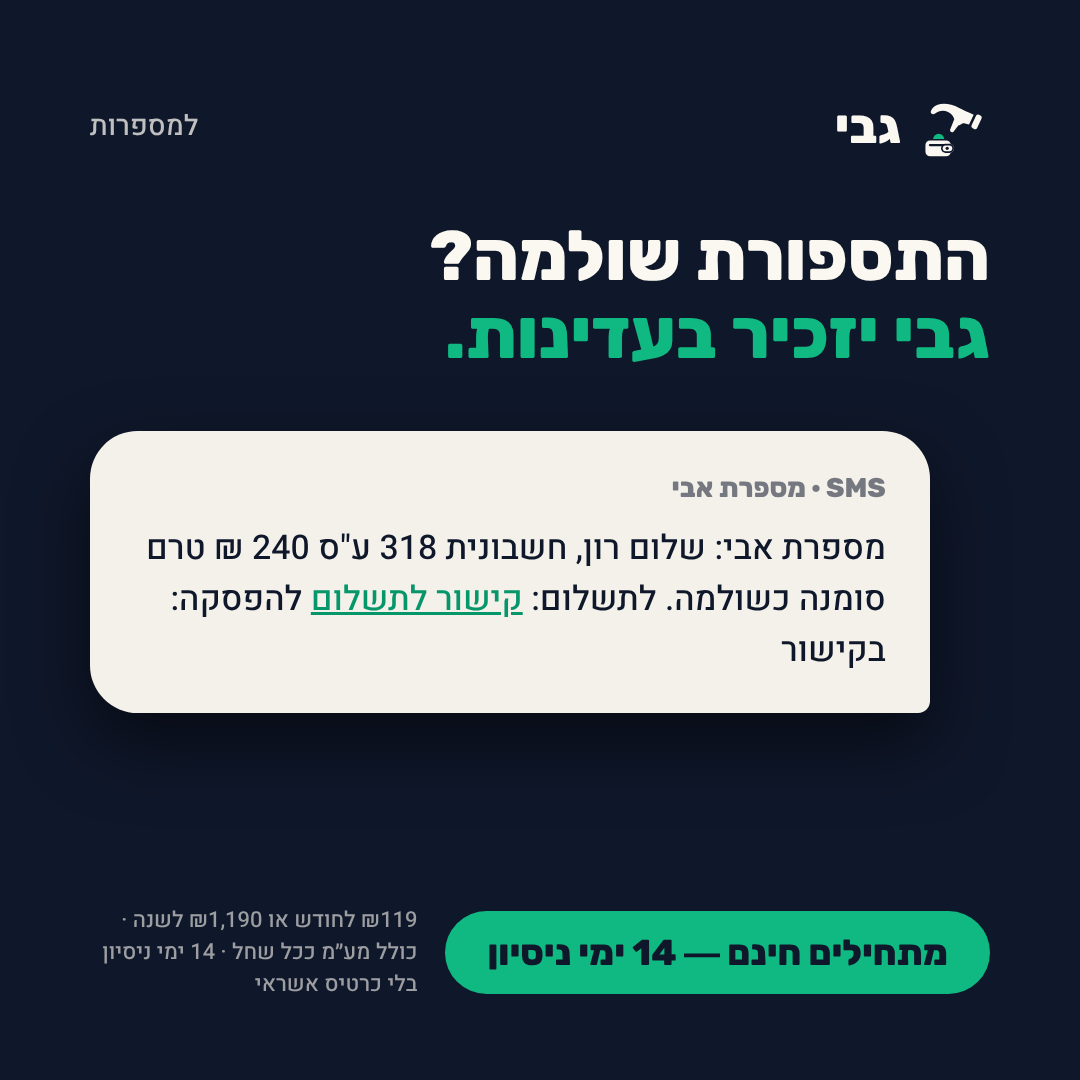 גבי
למספרות
התספורת שולמה?
גבי יזכיר בעדינות.
SMS • מספרת אבי
מספרת אבי: שלום רון, חשבונית 318 ע"ס 240 ₪ טרם
סומנה כשולמה. לתשלום: קישור לתשלום להפסקה:
בקישור
מתחילים חינם — 14 ימי ניסיון
₪119 לחודש או ₪1,190 לשנה ·
כולל מע״מ ככל שחל · 14 ימי ניסיון
בלי כרטיס אשראי